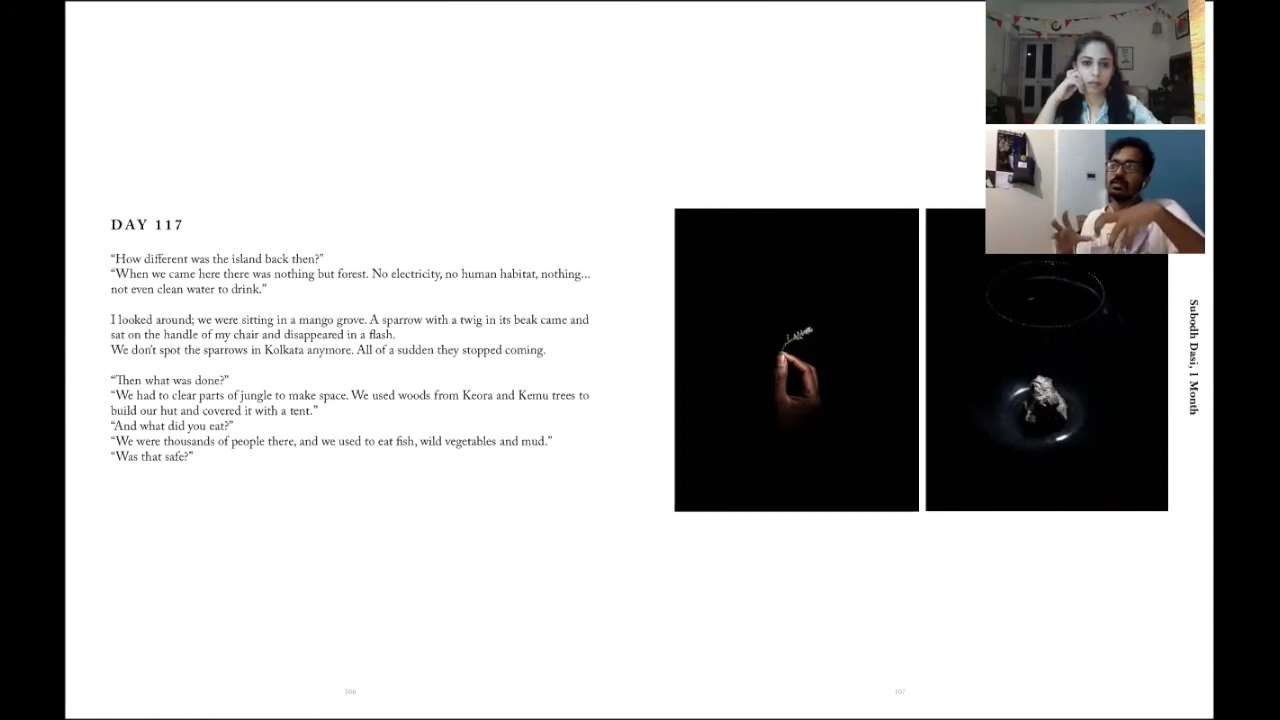 DAY 117
“How different was the island back then?”
“When we came here there was nothing but forest. No electricity, no human habitat, nothing...
not even clean water to drink.”
I looked around; we were sitting in a mango grove. A sparrow with a twig in its beak came and
sat on the handle of my chair and disappeared in a flash.
We don’t spot the sparrows in Kolkata anymore. All of a sudden they stopped coming.
“Then what was done?”
“We had to clear parts of jungle to make space. We used woods from Keora and Kemu trees to
build our hut and covered it with a tent.”
“And what did you eat?”
“We were thousands of people there, and we used to eat fish, wild vegetables and mud.”
“Was that safe?”
Subodh Dasi, 1 Month
106
107